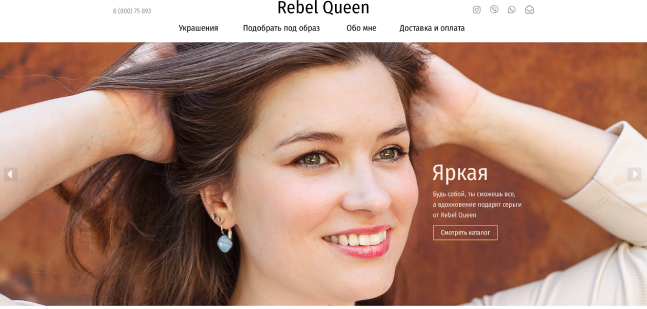 8 (800) 75 893
Rebel Queen
Украшения
Подобрать под образ
Обо мне
Доставка и оплата
Яркая
Будь собой, ты сможешь все,
а вдохновение подарят серьги
от Rebel Queen
Смотреть каталог